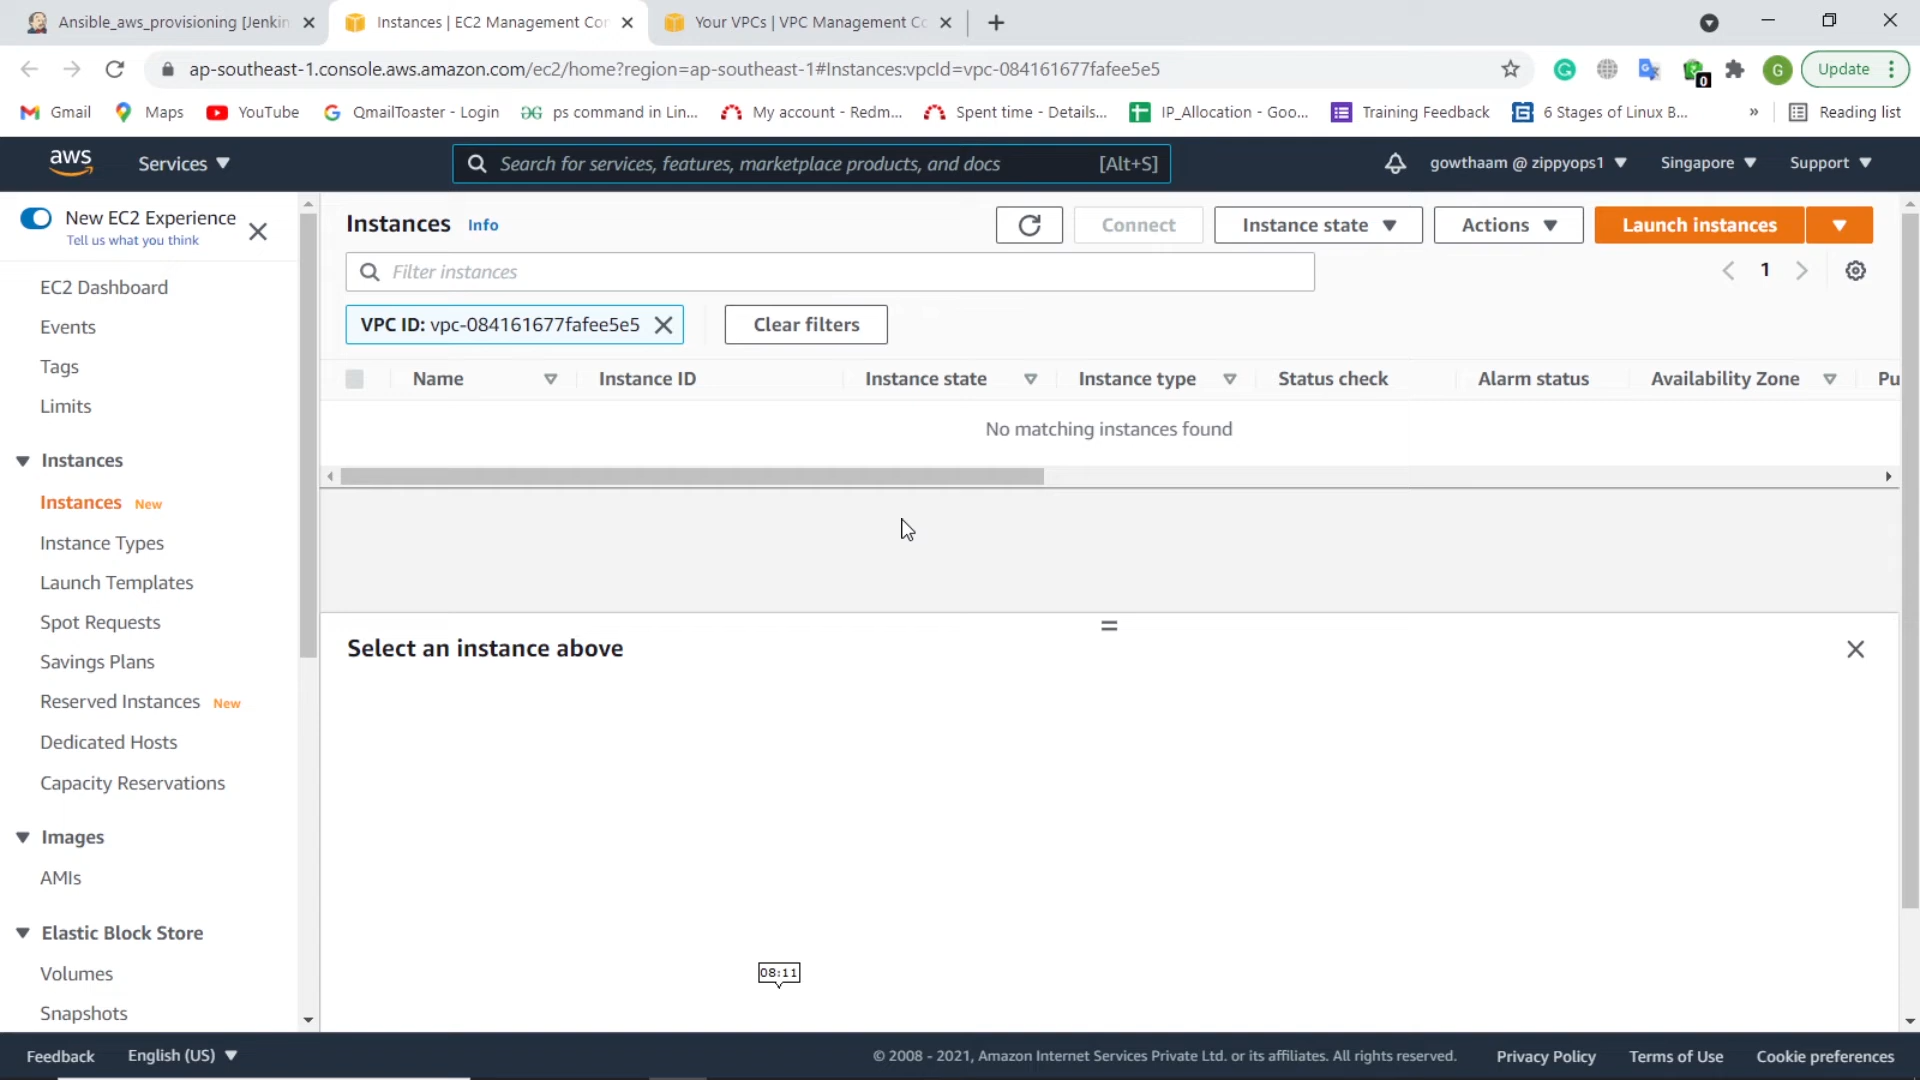 Ansible_aws_provisioning [Jenkin
Instances | EC2 Management Con
Your VPCs | VPC Management Co
ap-southeast-1.console.aws.amazon.com/ec2/home?region=ap-southeast-1#Instances:vpcId=vpc-084161677fafee5e5
G
0
G
Update
Gmail
Maps
YouTube
QmailToaster - Login
ps command in Lin...
My account - Redm...
Spent time - Details...
IP_Allocation - Goo...
Training Feedback
6 Stages of Linux B...
»
Reading list
aws
Services
Search for services, features, marketplace products, and docs
[Alt+S]
gowthaam @ zippyops1
Singapore
Support
New EC2 Experience
Tell us what you think
EC2 Dashboard
Events
Tags
Limits
Instances
Instances New
Instance Types
Launch Templates
Spot Requests
Savings Plans
Reserved Instances New
Dedicated Hosts
Capacity Reservations
Images
AMIs
Elastic Block Store
Volumes
Snapshots
Instances Info
Connect
Instance state
Actions
Launch instances
Filter instances
1
VPC ID: vpc-084161677fafee5e5
Clear filters
Name
Instance ID
Instance state
Instance type
Status check
Alarm status
Availability Zone
Pu
No matching instances found
Select an instance above
08:11
Feedback
English (US)
© 2008 - 2021, Amazon Internet Services Private Ltd. or its affiliates. All rights reserved.
Privacy Policy
Terms of Use
Cookie preferences